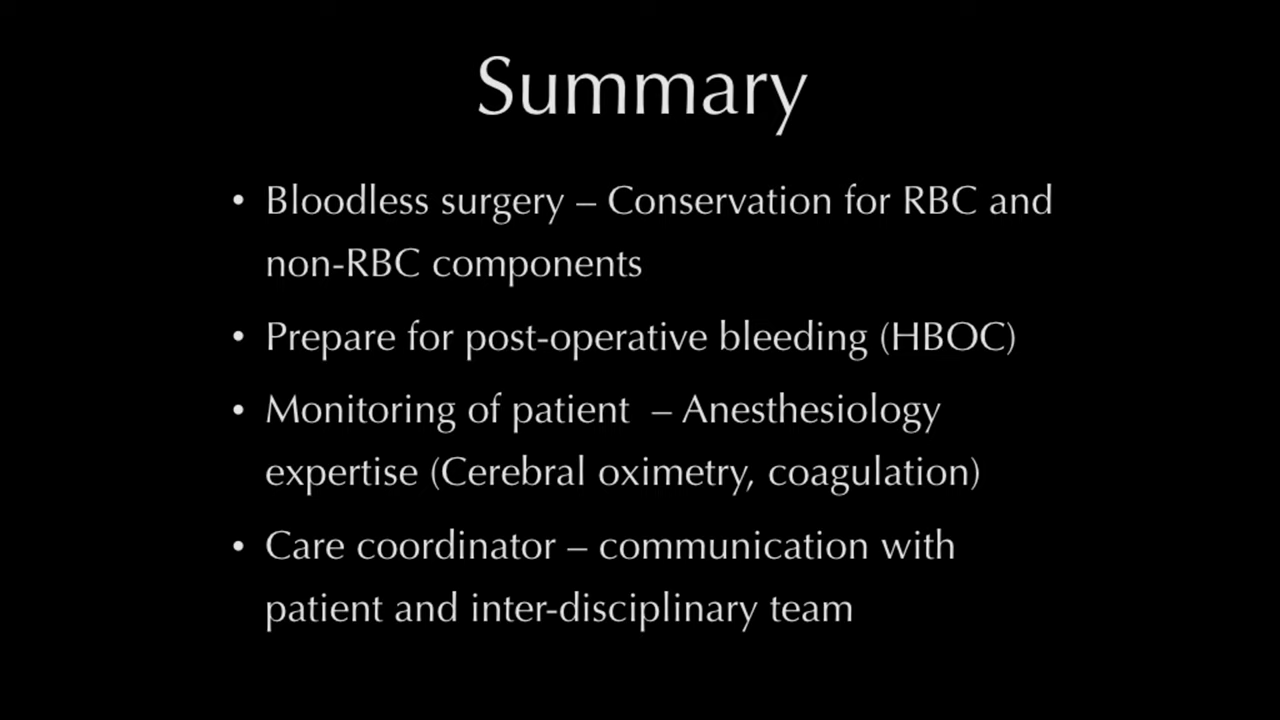 Summary
• Bloodless surgery – Conservation for RBC and
non-RBC components
• Prepare for post-operative bleeding (HBOC)
• Monitoring of patient – Anesthesiology
expertise (Cerebral oximetry, coagulation)
• Care coordinator – communication with
patient and inter-disciplinary team